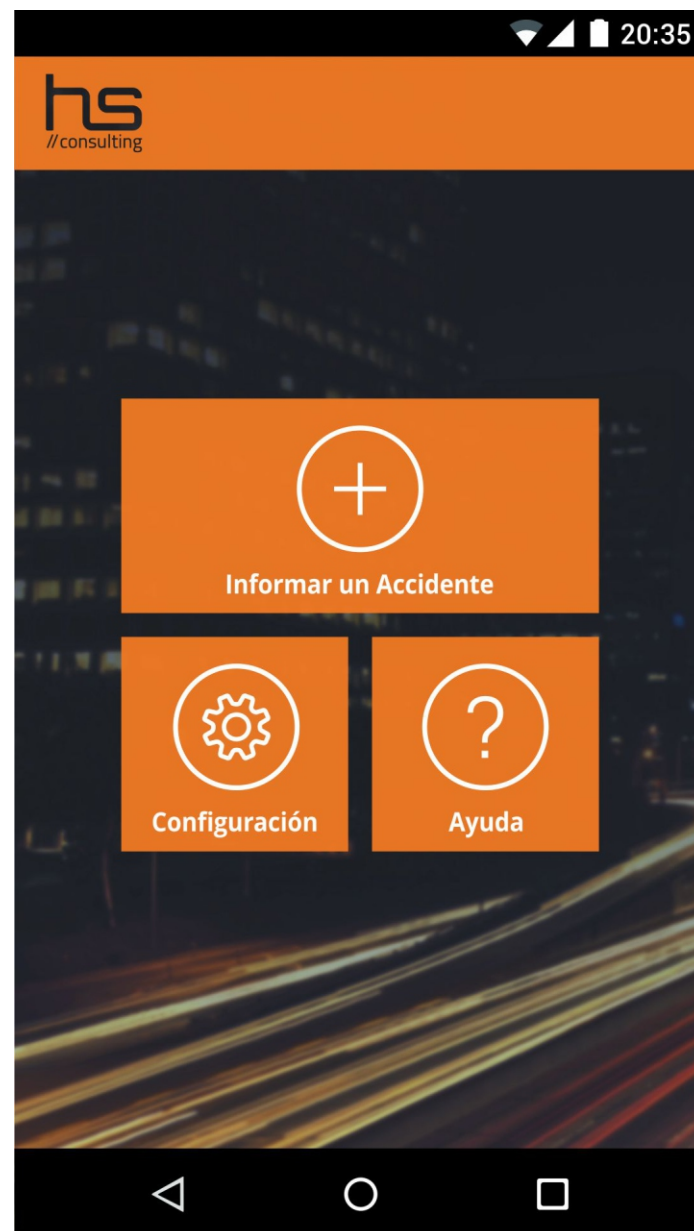 20:35
hs
//consulting
Informar un Accidente
Configuración
Ayuda